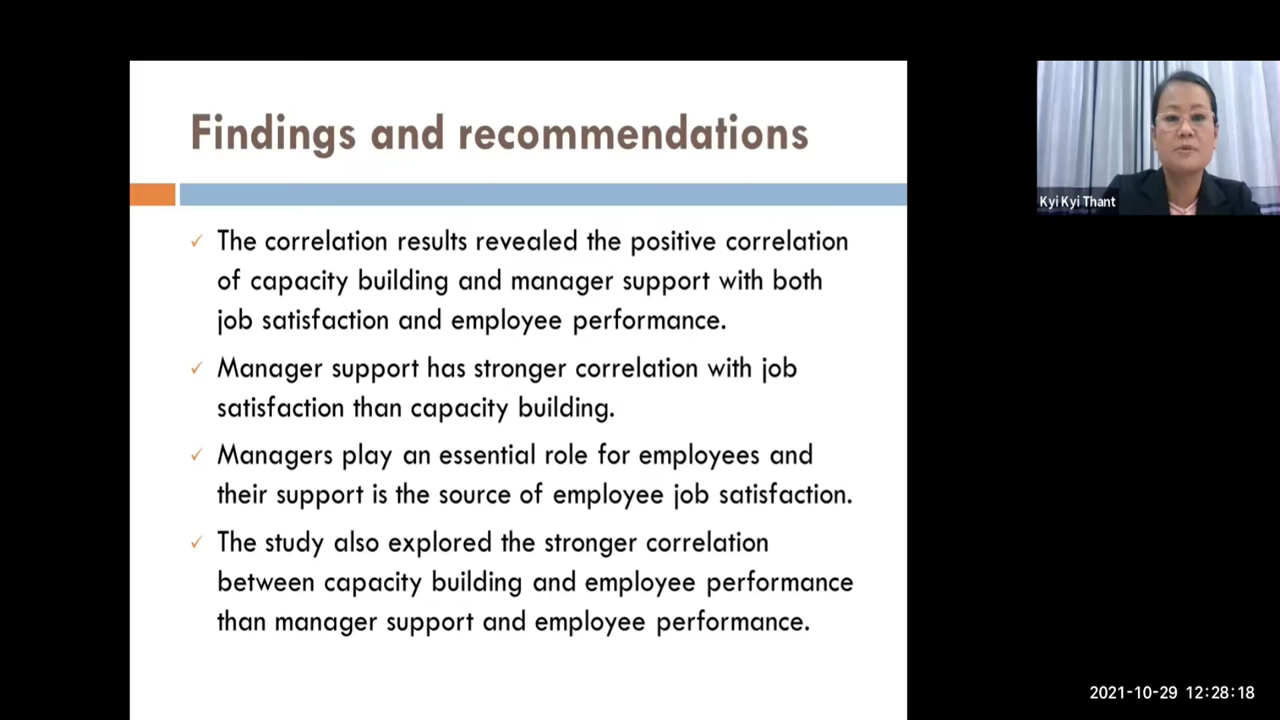 Findings and recommendations
The correlation results revealed the positive correlation
of capacity building and manager support with both
job satisfaction and employee performance.
Manager support has stronger correlation with job
satisfaction than capacity building.
Managers play an essential role for employees and
their support is the source of employee job satisfaction.
The study also explored the stronger correlation
between capacity building and employee performance
than manager support and employee performance.
Kyi Kyi Thant
2021-10-29 12:28:18